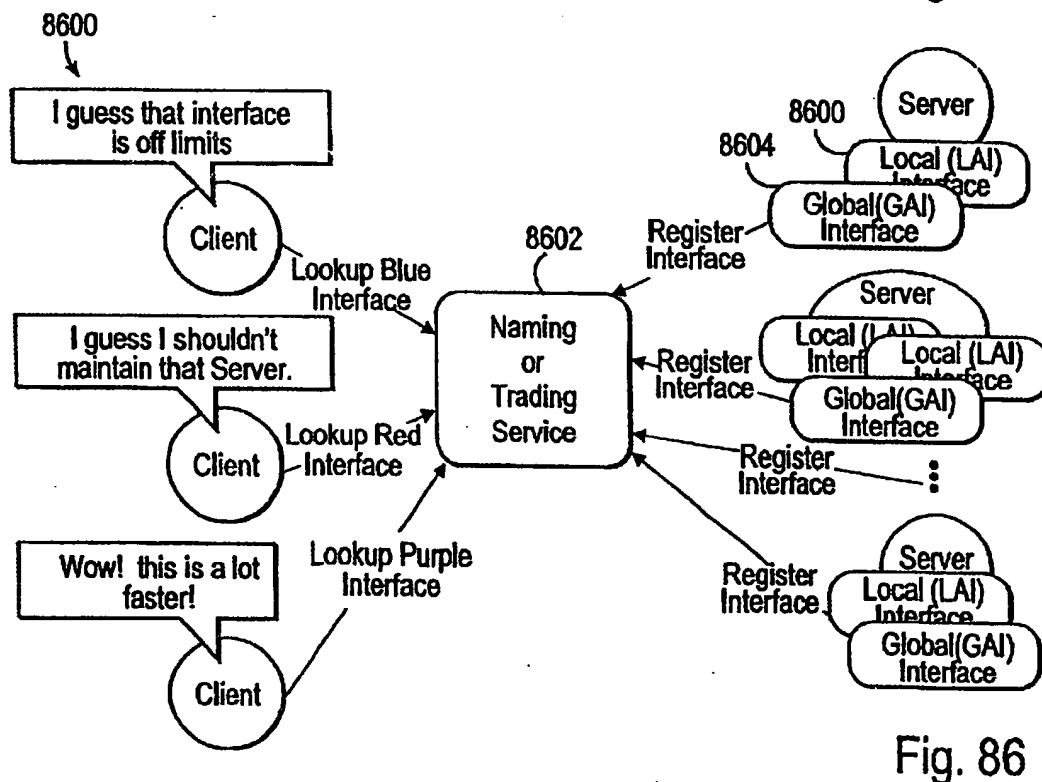 8600
I guess that interface
is off limits
Client
Lookup Blue
Interface
I guess I shouldn't
maintain that Server.
Client
Lookup Red
Interface
Wow! this is a lot
faster!
Client
Lookup Purple
Interface
8602
Naming
or
Trading
Service
Server
8600
Local (LAI)
Interface
8604
Global(GAI)
Interface
Register
Interface
Server
Local (LAI)
Interface
Local (LAI)
Interface
Global(GAI)
Interface
Register
Interface
Register
Interface
Server
Local (LAI)
Interface
Global(GAI)
Interface
Register
Interface
Fig. 86